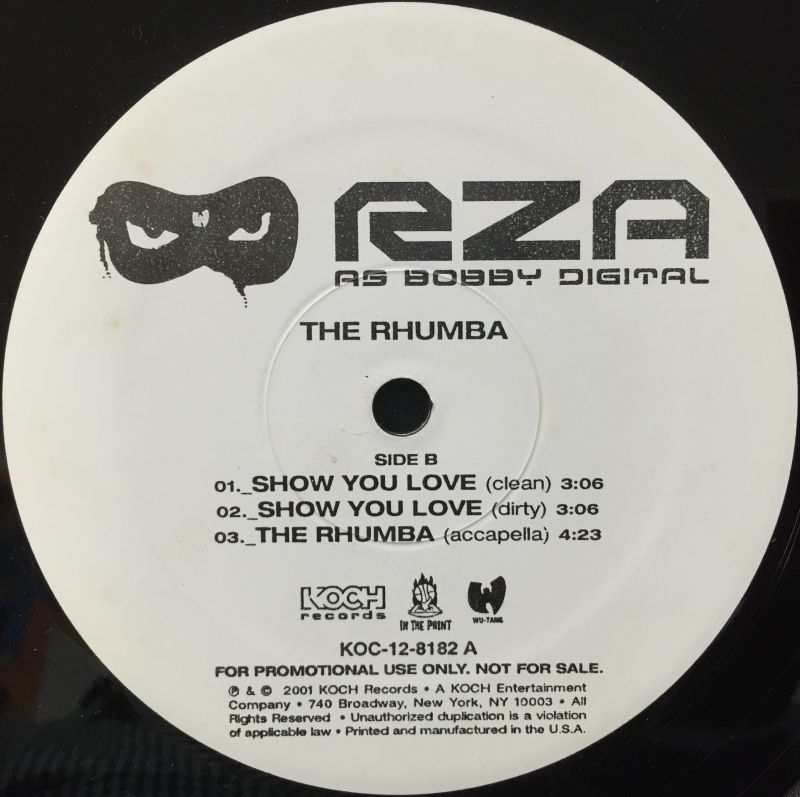 RZA
AS BOBBY DIGITAL
THE RHUMBA
SIDE B
01._SHOW YOU LOVE (clean) 3:06
02._SHOW YOU LOVE (dirty) 3:06
03._THE RHUMBA (accapella) 4:23
KOCH
records
IN THE PAINT
WU-TANG
KOC-12-8182 A
FOR PROMOTIONAL USE ONLY. NOT FOR SALE.
℗ & © 2001 KOCH Records • A KOCH Entertainment
Company • 740 Broadway, New York, NY 10003 • All
Rights Reserved • Unauthorized duplication is a violation
of applicable law • Printed and manufactured in the U.S.A.